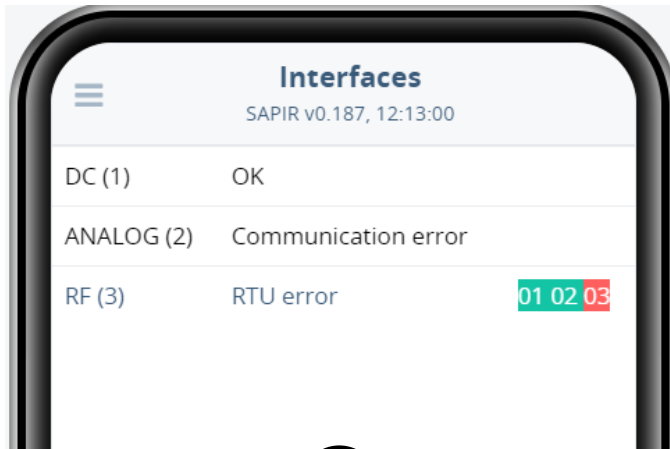 Interfaces
SAPIR v0.187, 12:13:00
DC (1) OK
ANALOG (2) Communication error
RF (3) RTU error 01 02 03